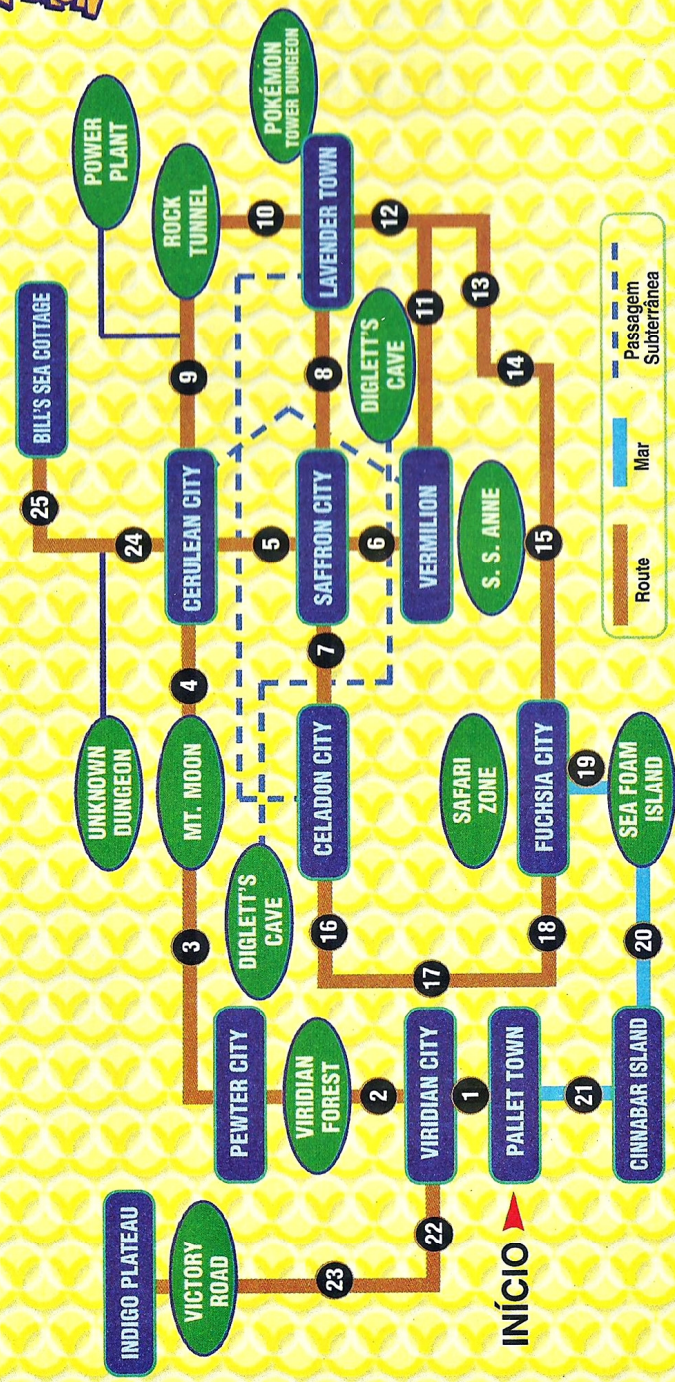 BILL'S SEA COTTAGE
POWER
PLANT
25
24
UNKNOWN
DUNGEON
INDIGO PLATEAU
VICTORY
ROAD
3
MT. MOON
4
CERULEAN CITY
9
ROCK
TUNNEL
PEWTER CITY
DIGLETT'S
CAVE
5
10
POKÉMON
TOWER DUNGEON
VIRIDIAN
FOREST
16
CELADON CITY
7
SAFFRON CITY
8
LAVENDER TOWN
23
2
17
6
DIGLETT'S
CAVE
12
22
VIRIDIAN CITY
VERMILION
11
1
SAFARI
ZONE
S. S. ANNE
13
INÍCIO
PALLET TOWN
14
18
FUCHSIA CITY
15
21
19
CINNABAR ISLAND
20
SEA FOAM
ISLAND
Route
Mar
Passagem
Subterrânea